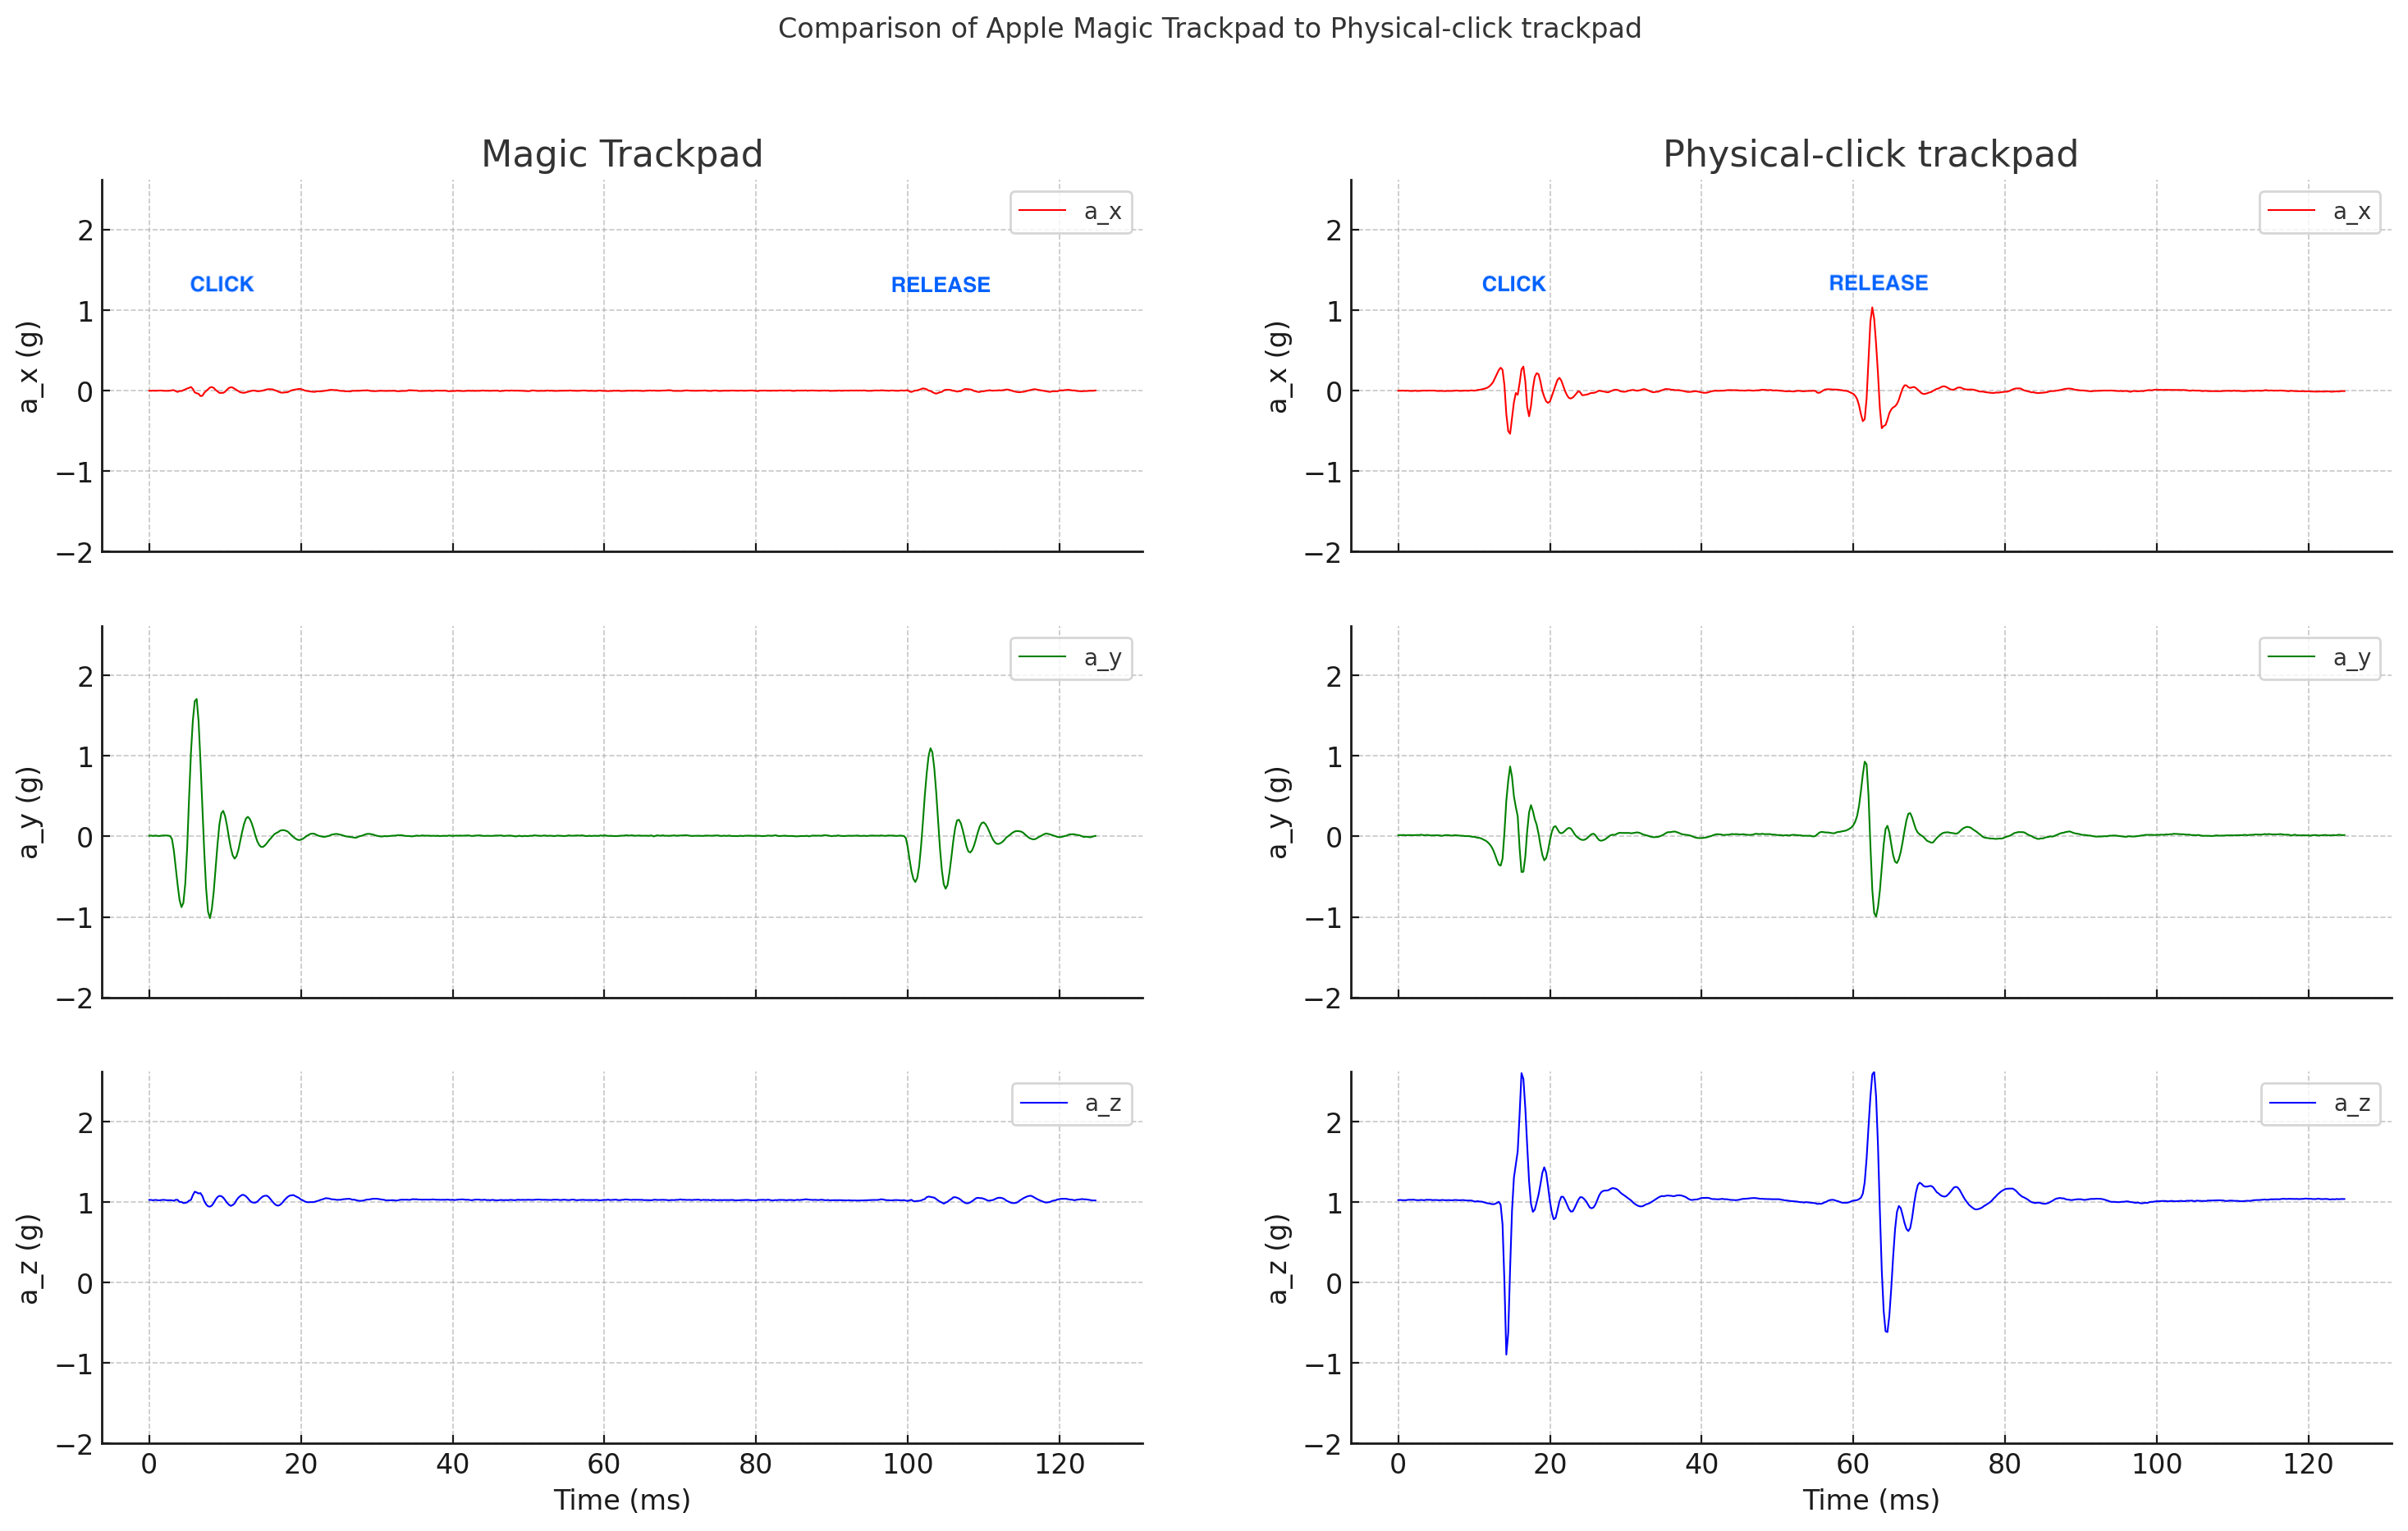 Comparison of Apple Magic Trackpad to Physical-click trackpad
Magic Trackpad
2
1
0
−1
−2
a_x (g)
CLICK
RELEASE
a_x
Physical-click trackpad
2
1
0
−1
−2
a_x (g)
CLICK
RELEASE
a_x
2
1
0
−1
−2
a_y (g)
a_y
2
1
0
−1
−2
a_y (g)
a_y
2
1
0
−1
−2
a_z (g)
a_z
0 20 40 60 80 100 120
Time (ms)
2
1
0
−1
−2
a_z (g)
a_z
0 20 40 60 80 100 120
Time (ms)